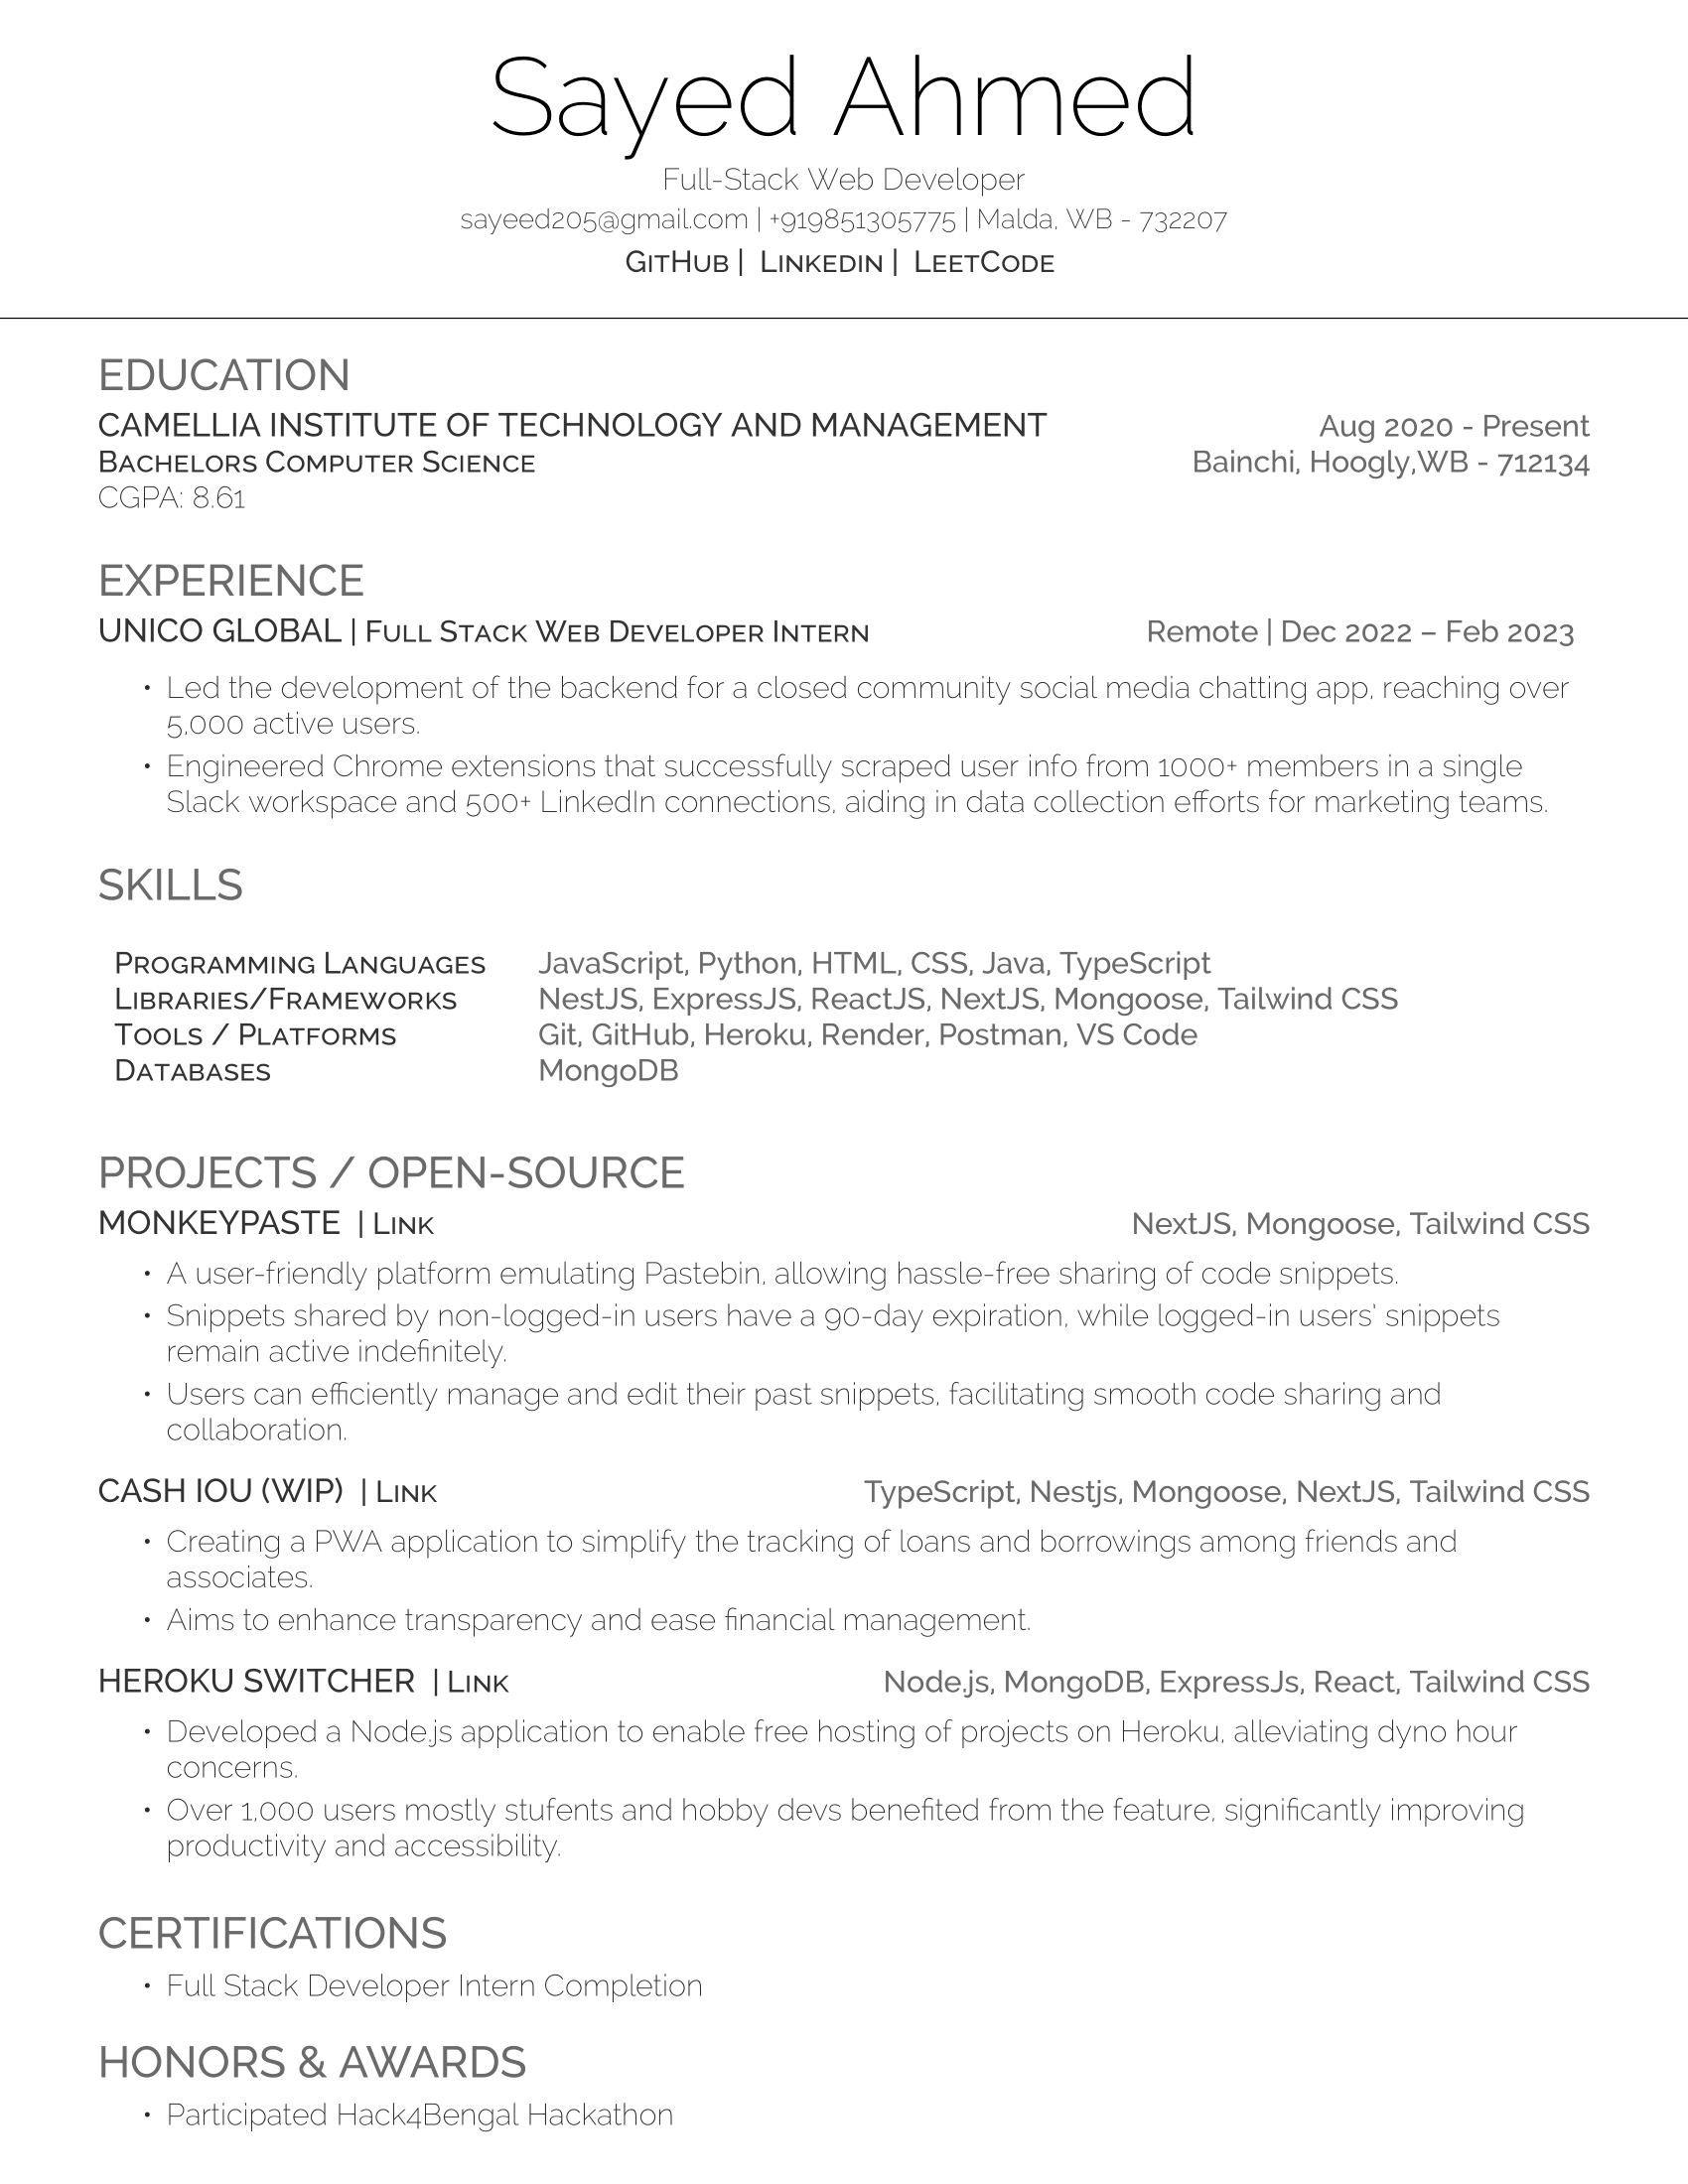 Sayed Ahmed
Full-Stack Web Developer
sayeed205@gmail.com | +919851305775 | Malda, WB - 732207
GitHub | Linkedin | LeetCode
EDUCATION
CAMELLIA INSTITUTE OF TECHNOLOGY AND MANAGEMENT Aug 2020 - Present
Bachelors Computer Science Bainchi, Hoogly,WB - 712134
CGPA: 8.61
EXPERIENCE
UNICO GLOBAL | Full Stack Web Developer Intern Remote | Dec 2022 – Feb 2023
• Led the development of the backend for a closed community social media chatting app, reaching over
5,000 active users.
• Engineered Chrome extensions that successfully scraped user info from 1000+ members in a single
Slack workspace and 500+ LinkedIn connections, aiding in data collection efforts for marketing teams.
SKILLS
Programming Languages JavaScript, Python, HTML, CSS, Java, TypeScript
Libraries/Frameworks NestJS, ExpressJS, ReactJS, NextJS, Mongoose, Tailwind CSS
Tools / Platforms Git, GitHub, Heroku, Render, Postman, VS Code
Databases MongoDB
PROJECTS / OPEN-SOURCE
MONKEYPASTE | Link NextJS, Mongoose, Tailwind CSS
• A user-friendly platform emulating Pastebin, allowing hassle-free sharing of code snippets.
• Snippets shared by non-logged-in users have a 90-day expiration, while logged-in users' snippets
remain active indefinitely.
• Users can efficiently manage and edit their past snippets, facilitating smooth code sharing and
collaboration.
CASH IOU (WIP) | Link TypeScript, Nestjs, Mongoose, NextJS, Tailwind CSS
• Creating a PWA application to simplify the tracking of loans and borrowings among friends and
associates.
• Aims to enhance transparency and ease financial management.
HEROKU SWITCHER | Link Node.js, MongoDB, ExpressJs, React, Tailwind CSS
• Developed a Node.js application to enable free hosting of projects on Heroku, alleviating dyno hour
concerns.
• Over 1,000 users mostly stufents and hobby devs benefited from the feature, significantly improving
productivity and accessibility.
CERTIFICATIONS
• Full Stack Developer Intern Completion
HONORS & AWARDS
• Participated Hack4Bengal Hackathon